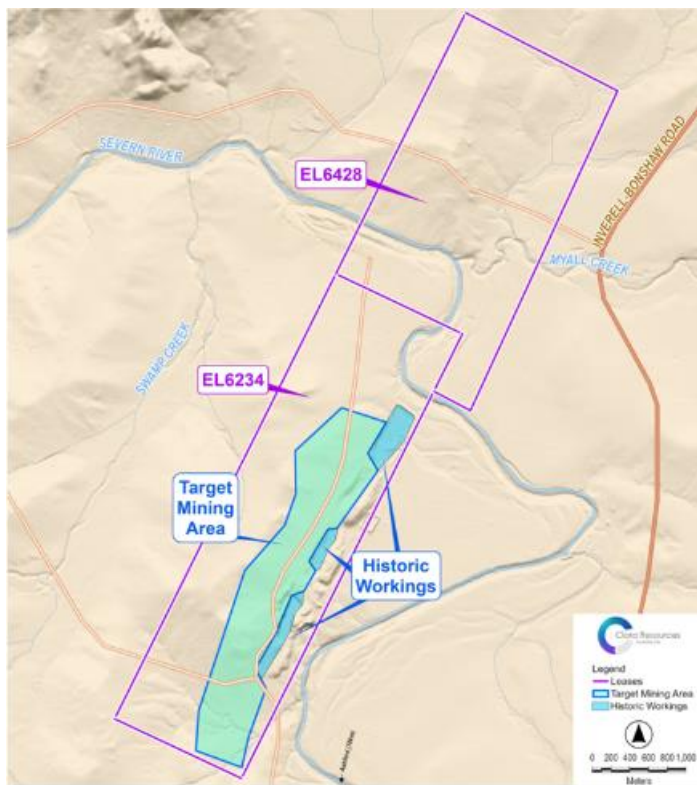 SEVERN RIVER
EL6428
INVERELL-BONSHAW ROAD
MYALL CREEK
SWAMP CREEK
EL6234
Target
Mining
Area
Historic
Workings
Legend
Leases
Target Mining Area
Historic Workings
0 200 400 600 800 1,000
Meters